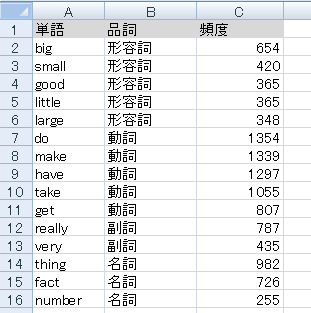 A B C
1 単語 品詞 頻度
2 big 形容詞 654
3 small 形容詞 420
4 good 形容詞 365
5 little 形容詞 365
6 large 形容詞 348
7 do 動詞 1354
8 make 動詞 1339
9 have 動詞 1297
10 take 動詞 1055
11 get 動詞 807
12 really 副詞 787
13 very 副詞 435
14 thing 名詞 982
15 fact 名詞 726
16 number 名詞 255